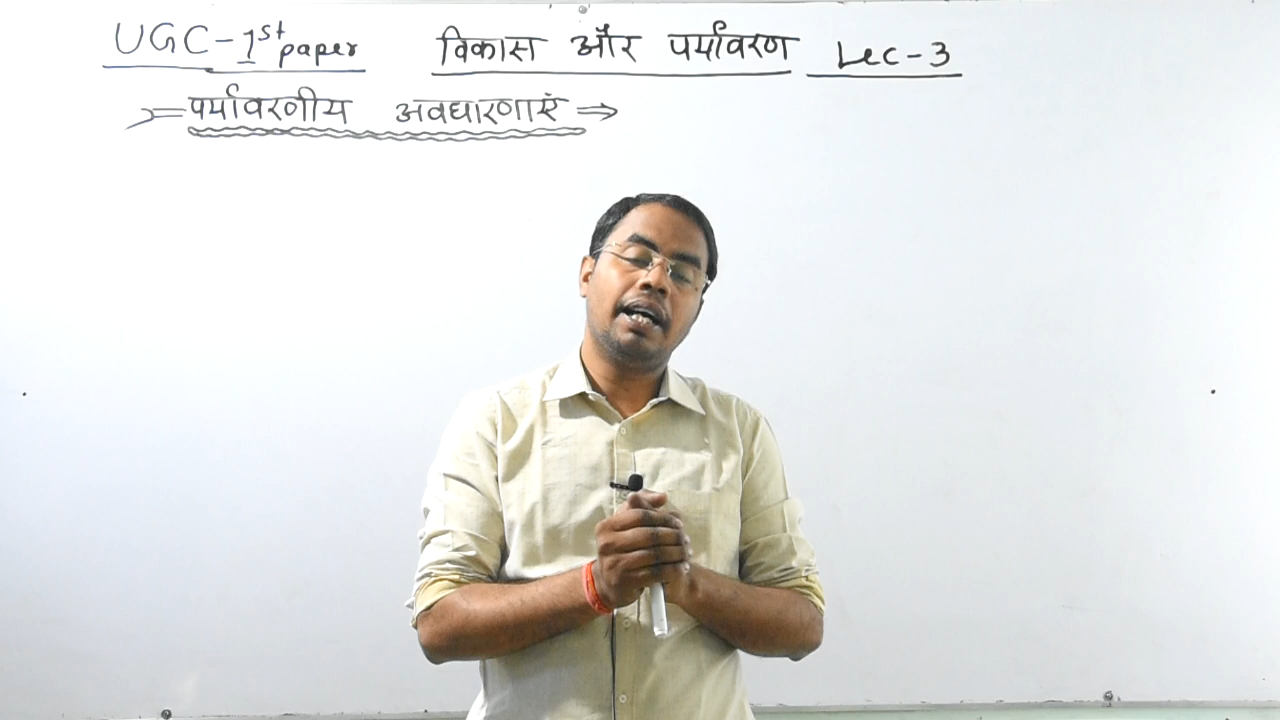 UGC-1st paper विकास और पर्यावरण Lec-3
पर्यावरणीय अवधारणाएं ⇒